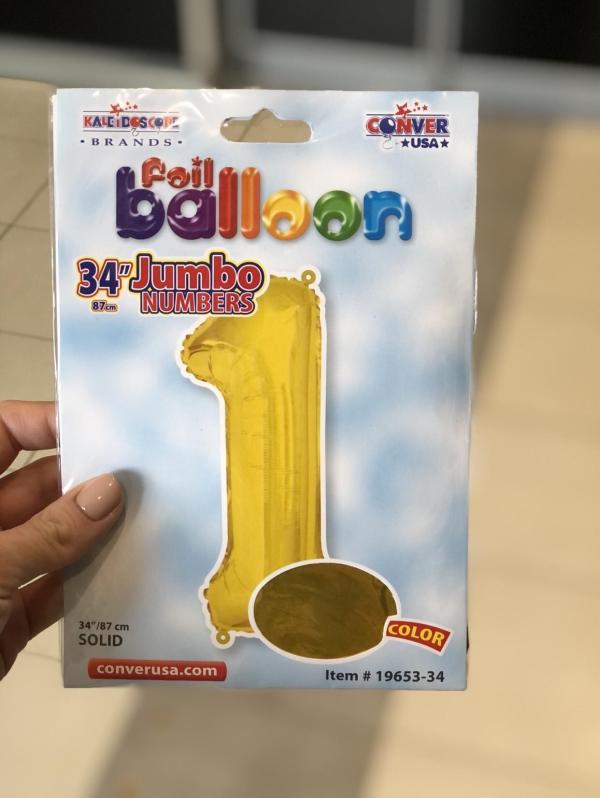 KALEIDOSCOPE
• BRANDS •
CONVER
★USA★
foil
balloon
34" Jumbo
87cm NUMBERS
34"/87 cm
SOLID
COLOR
converusa.com
Item # 19653-34